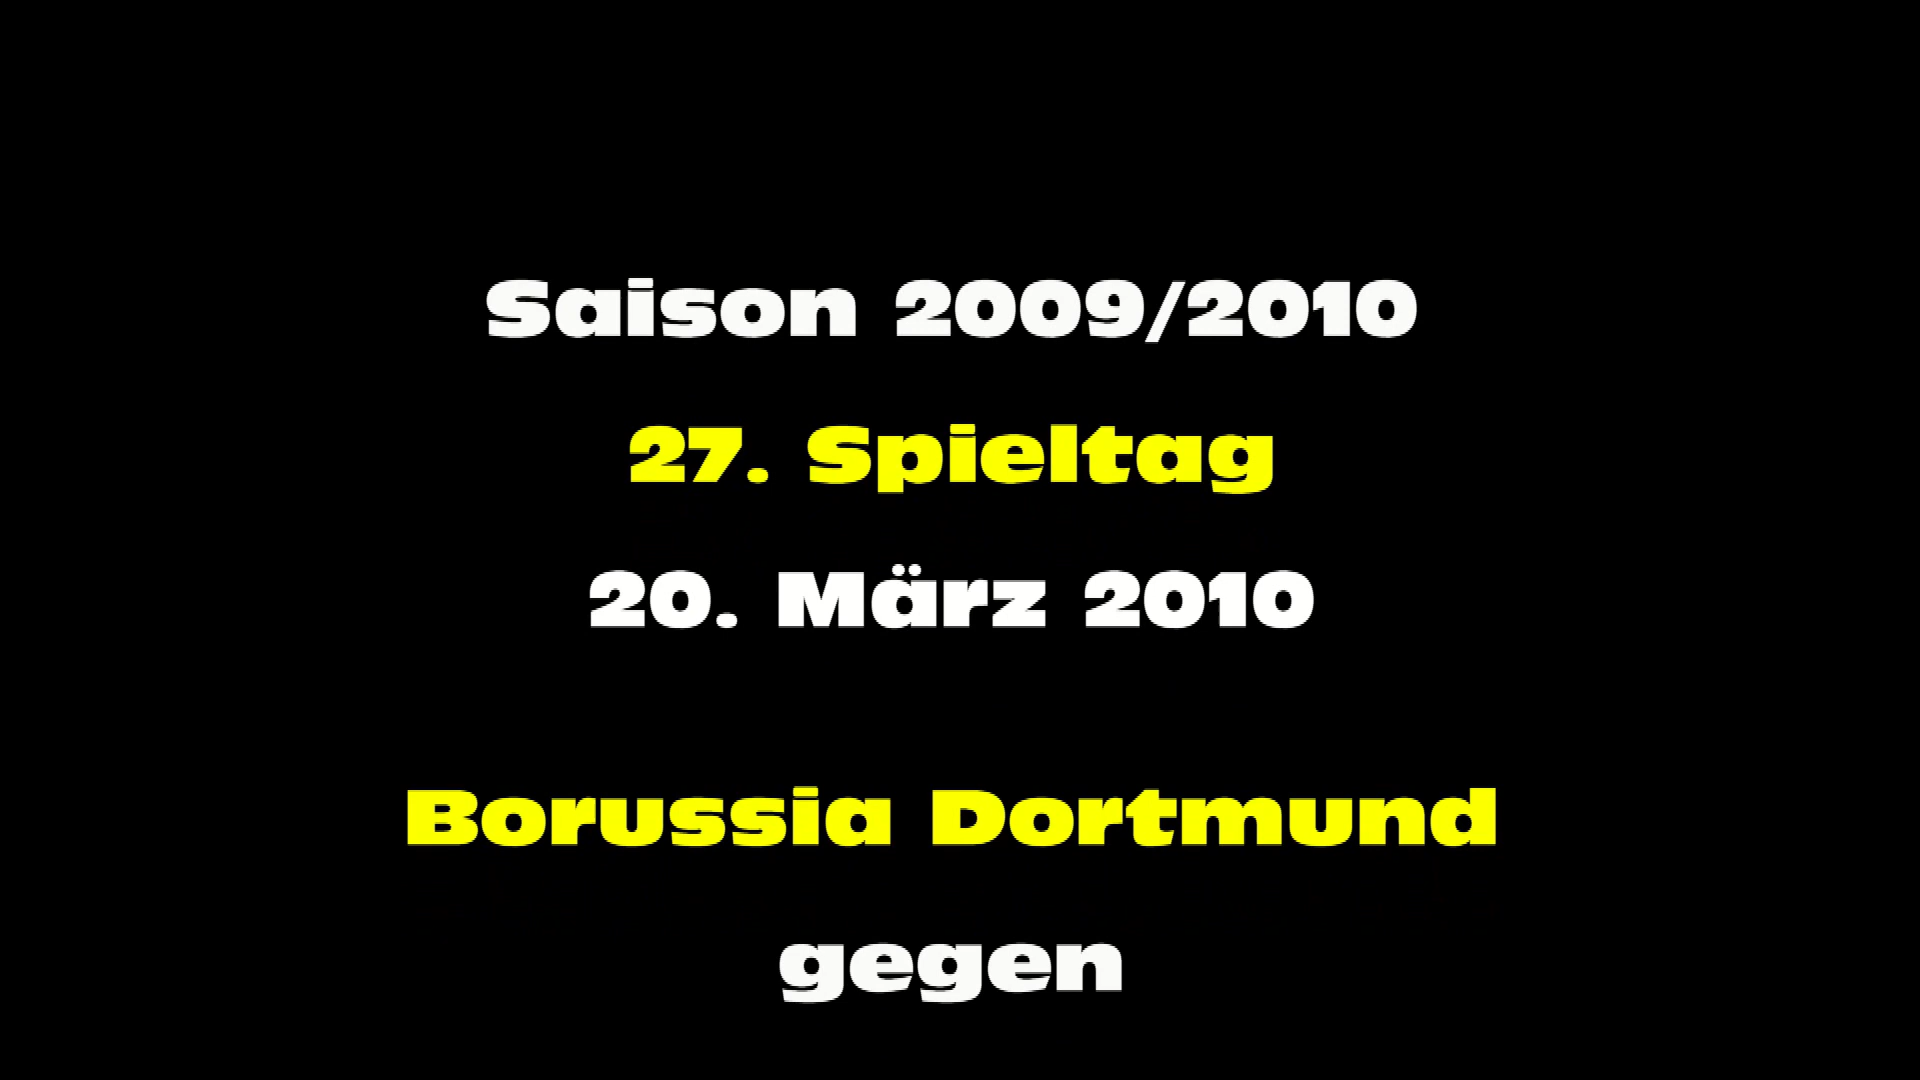 Saison 2009/2010
27. Spieltag
20. März 2010
Borussia Dortmund
gegen